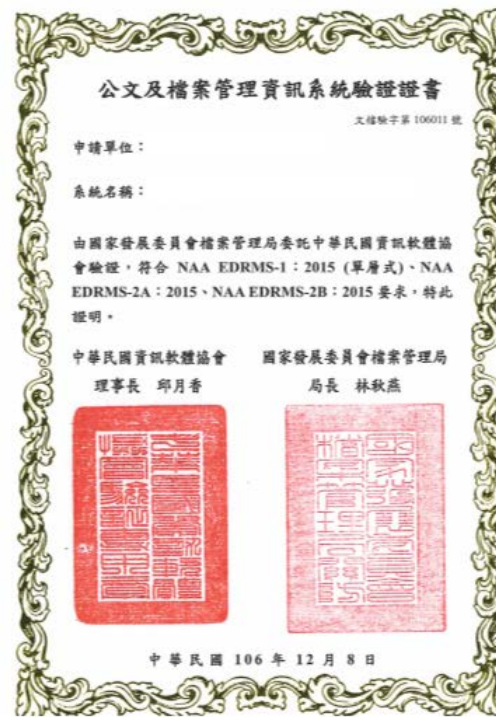 公文及檔案管理資訊系統驗證證書
文檔驗字第 106011 號
申請單位：
系統名稱：
由國家發展委員會檔案管理局委託中華民國資訊軟體協
會驗證，符合 NAA EDRMS-1：2015 (單層式)、NAA
EDRMS-2A：2015、NAA EDRMS-2B：2015 要求，特此
證明。
中華民國資訊軟體協會 國家發展委員會檔案管理局
理事長 邱月香 局長 林秋燕
中華民國 106 年 12 月 8 日